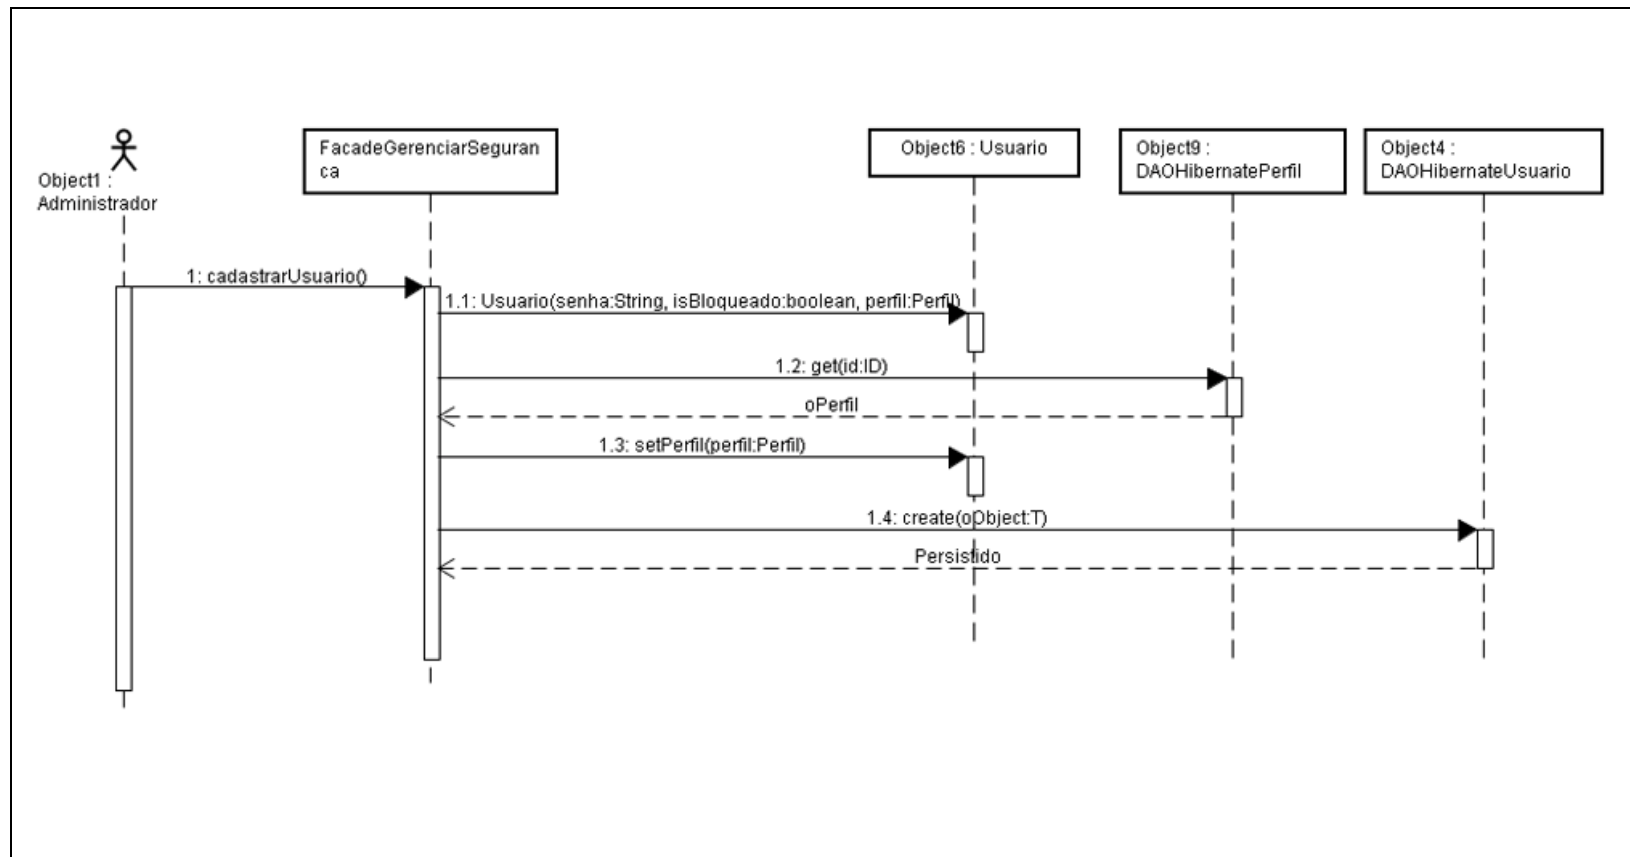 Object1 :
Administrador
FacadeGerenciarSeguran
ca
Object6 : Usuario
Object9 :
DAOHibernatePerfil
Object4 :
DAOHibernateUsuario
1: cadastrarUsuario()
1.1: Usuario(senha:String, isBloqueado:boolean, perfil:Perfil)
1.2: get(id:ID)
oPerfil
1.3: setPerfil(perfil:Perfil)
1.4: create(oObject:T)
Persistido